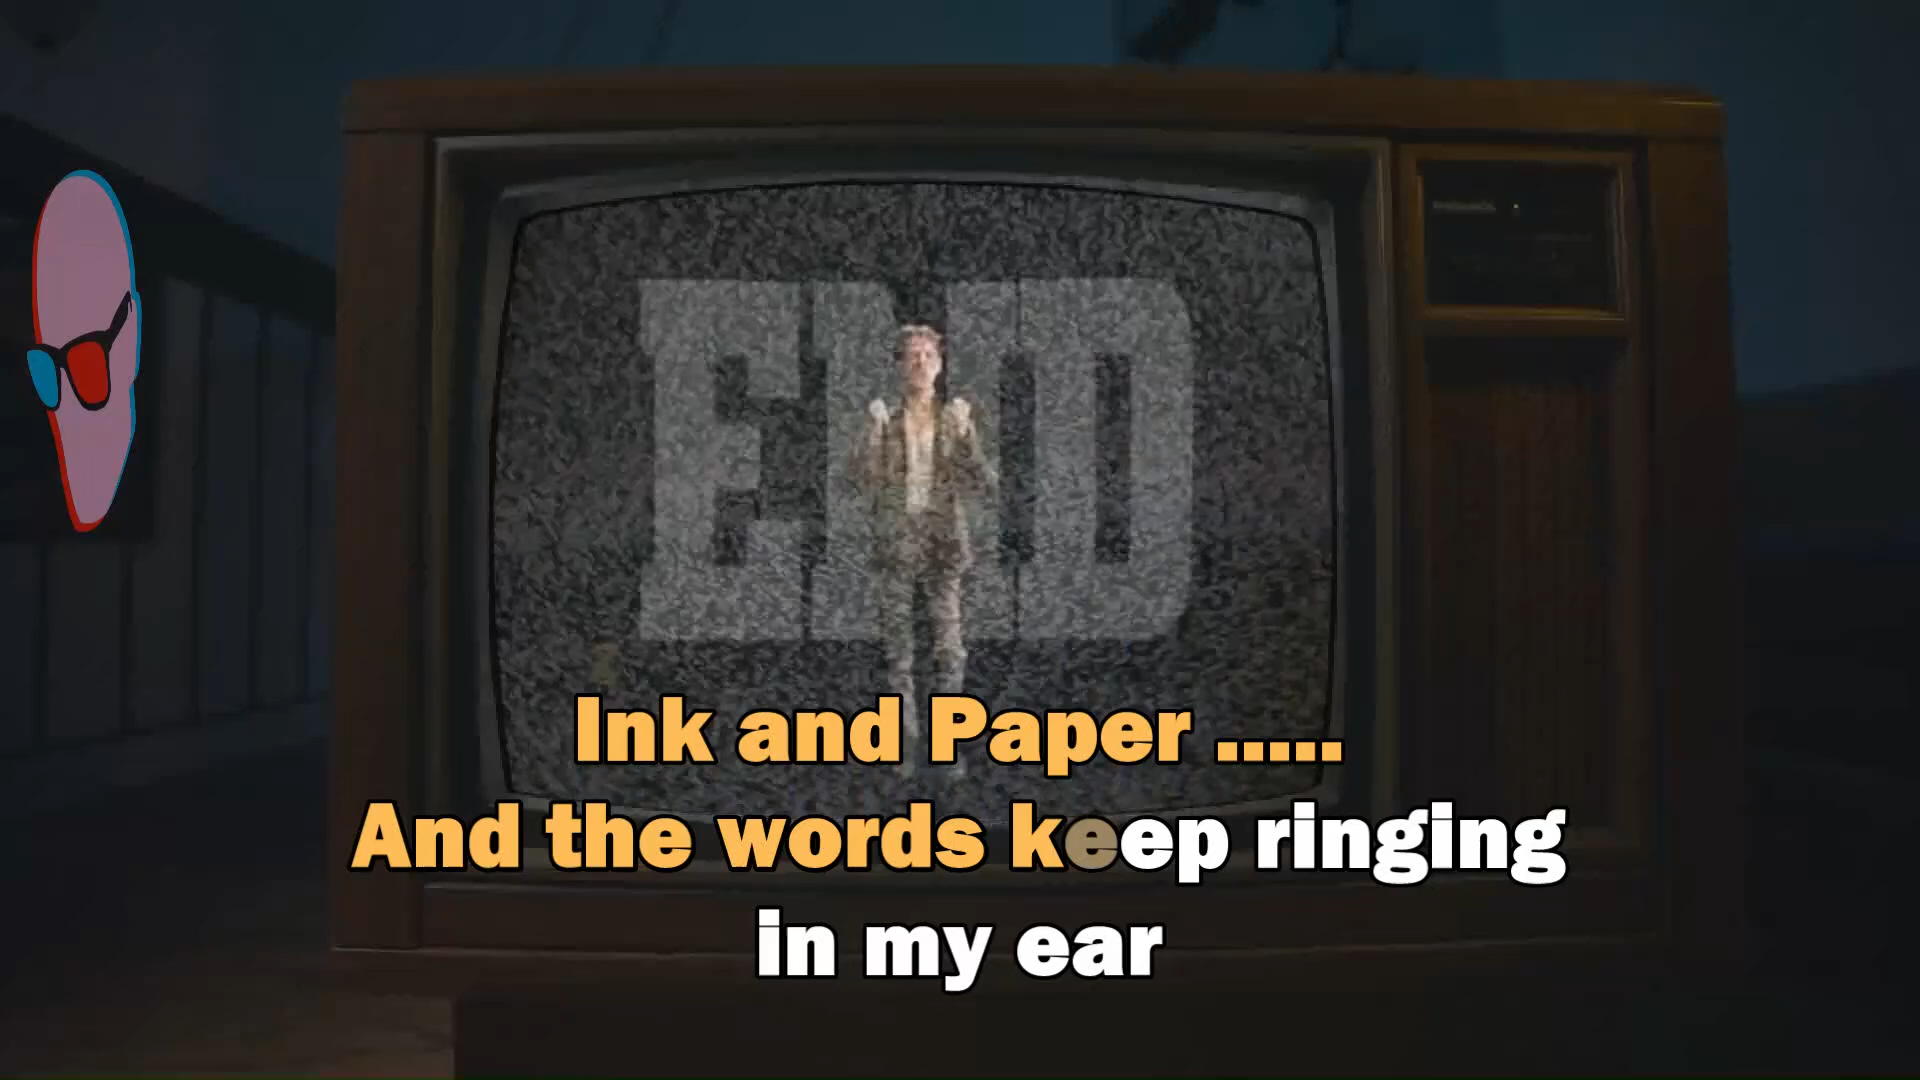 END
Ink and Paper .....
And the words keep ringing
in my ear